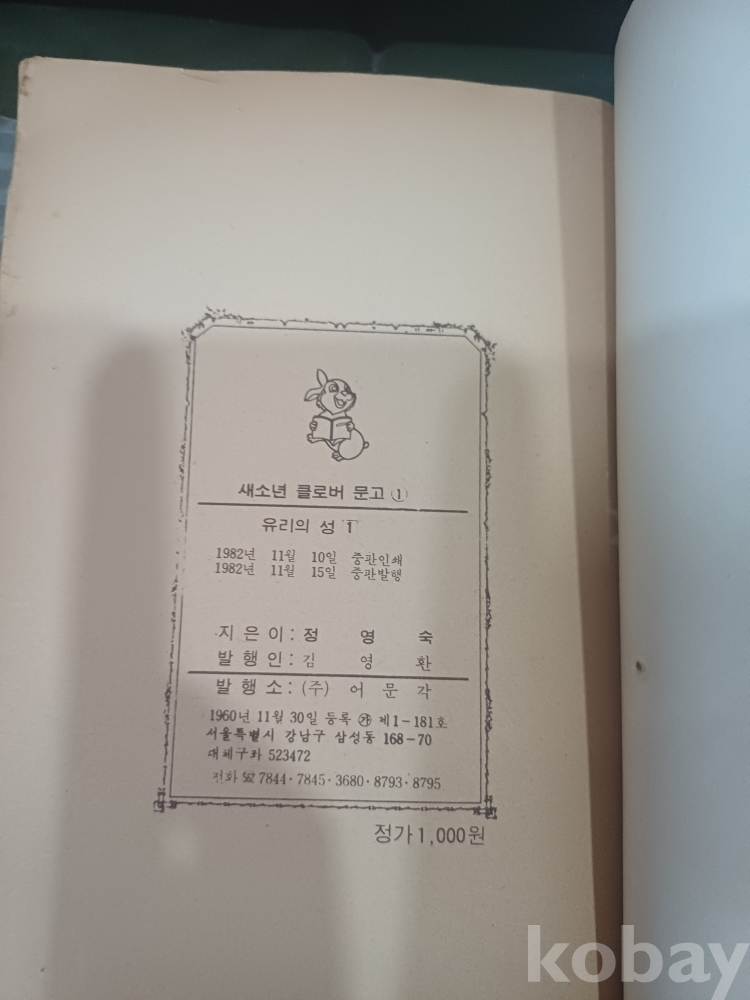 새소년 클로버 문고 ①
유리의 성 1
1982년 11월 10일 중판인쇄
1982년 11월 15일 중판발행
지은이: 정 영 숙
발행인: 김 영 환
발행소: (주) 어 문 각
1960년 11월 30일 등록 ㉮ 제1-181호
서울특별시 강남구 삼성동 168-70
대체구좌 523472
전화 562 7844·7845·3680·8793·8795
정가 1,000원
kobay